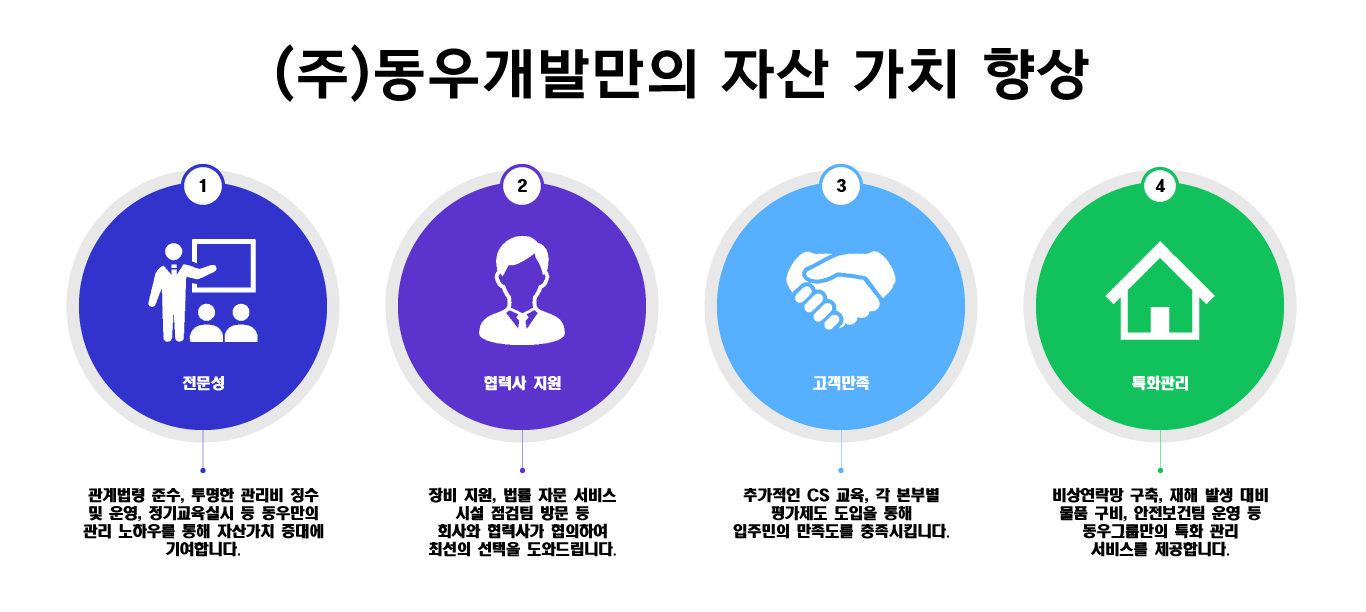 (주)동우개발만의 자산 가치 향상
1
전문성
관계법령 준수, 투명한 관리비 징수
및 운영, 정기교육실시 등 동우만의
관리 노하우를 통해 자산가치 증대에
기여합니다.
2
협력사 지원
장비 지원, 법률 자문 서비스
시설 점검팀 방문 등
회사와 협력사가 협의하여
최선의 선택을 도와드립니다.
3
고객만족
추가적인 CS 교육, 각 본부별
평가제도 도입을 통해
입주민의 만족도를 충족시킵니다.
4
특화관리
비상연락망 구축, 재해 발생 대비
물품 구비, 안전보건팀 운영 등
동우그룹만의 특화 관리
서비스를 제공합니다.